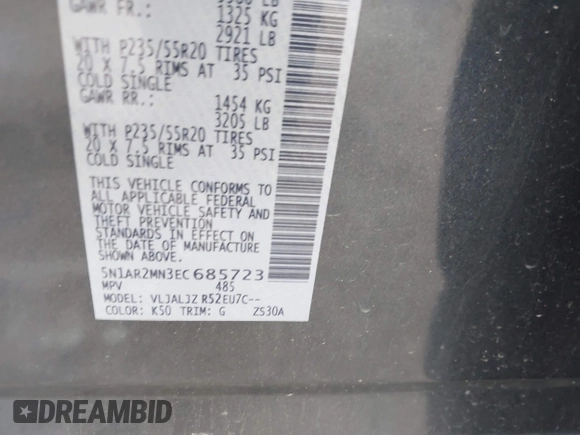 GAWR FR.:
1325 KG
2921 LB
WITH P235/55R20 TIRES
20 X 7.5 RIMS AT 35 PSI
COLD SINGLE
GAWR RR.:
1454 KG
3205 LB
WITH P235/55R20 TIRES
20 X 7.5 RIMS AT 35 PSI
COLD SINGLE
THIS VEHICLE CONFORMS TO
ALL APPLICABLE FEDERAL
MOTOR VEHICLE SAFETY AND
THEFT PREVENTION
STANDARDS IN EFFECT ON
THE DATE OF MANUFACTURE
SHOWN ABOVE.
5N1AR2MN3EC685723
MPV 485
MODEL: VLJALJZ R52EU7C--
COLOR: K50 TRIM: G ZS30A
DREAMBID